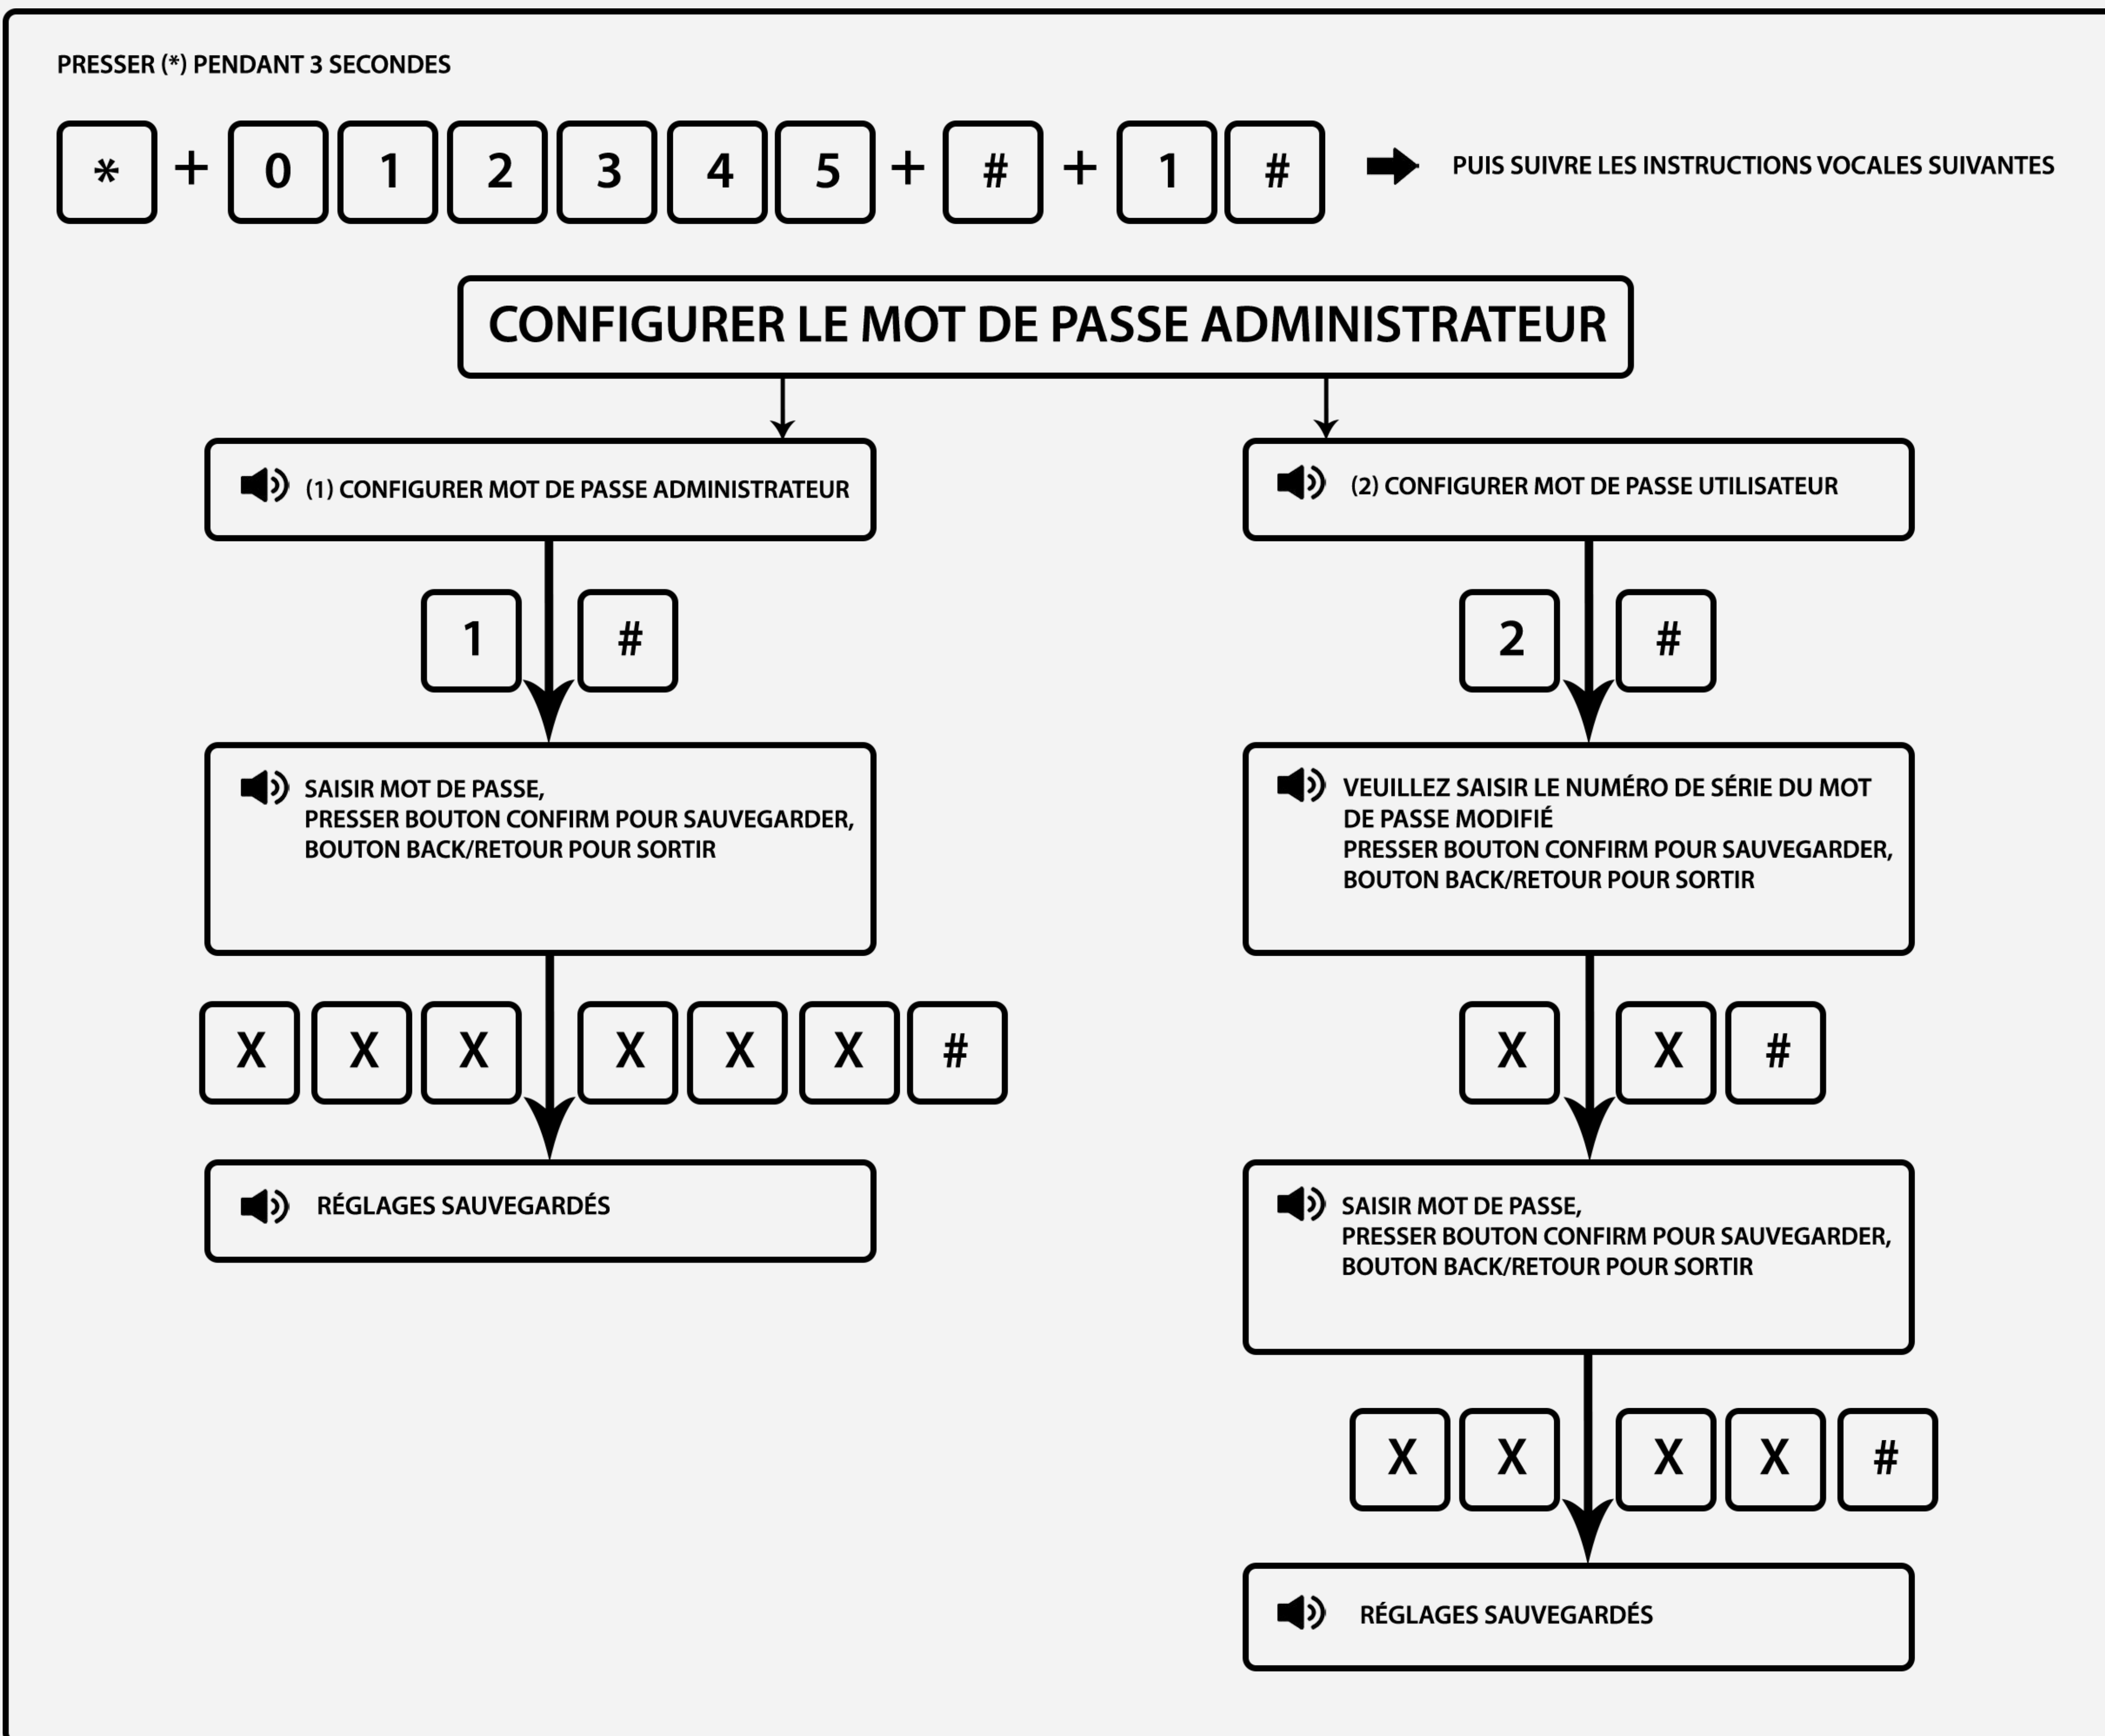 PRESSER (*) PENDANT 3 SECONDES
* + 0 1 2 3 4 5 + # + 1 # PUIS SUIVRE LES INSTRUCTIONS VOCALES SUIVANTES
CONFIGURER LE MOT DE PASSE ADMINISTRATEUR
(1) CONFIGURER MOT DE PASSE ADMINISTRATEUR
1 #
SAISIR MOT DE PASSE,
PRESSER BOUTON CONFIRM POUR SAUVEGARDER,
BOUTON BACK/RETOUR POUR SORTIR
X X X X X X #
RÉGLAGES SAUVEGARDÉS
(2) CONFIGURER MOT DE PASSE UTILISATEUR
2 #
VEUILLEZ SAISIR LE NUMÉRO DE SÉRIE DU MOT
DE PASSE MODIFIÉ
PRESSER BOUTON CONFIRM POUR SAUVEGARDER,
BOUTON BACK/RETOUR POUR SORTIR
X X #
SAISIR MOT DE PASSE,
PRESSER BOUTON CONFIRM POUR SAUVEGARDER,
BOUTON BACK/RETOUR POUR SORTIR
X X X X #
RÉGLAGES SAUVEGARDÉS